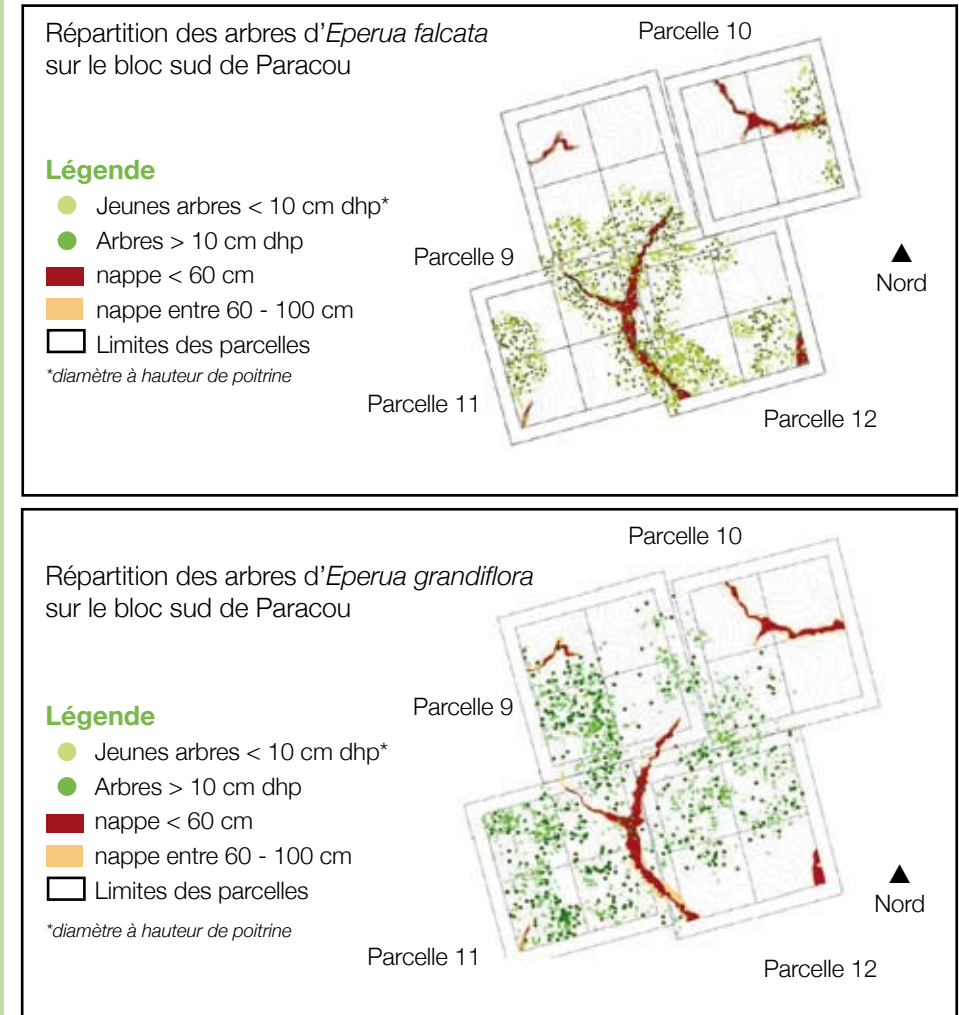 Répartition des arbres d'Eperua falcata
sur le bloc sud de Paracou
Parcelle 10
Légende
Jeunes arbres < 10 cm dhp*
Arbres > 10 cm dhp
Parcelle 9
nappe < 60 cm
nappe entre 60 - 100 cm
Limites des parcelles
*diamètre à hauteur de poitrine
Nord
Parcelle 11
Parcelle 12
Parcelle 10
Répartition des arbres d'Eperua grandiflora
sur le bloc sud de Paracou
Légende
Parcelle 9
Jeunes arbres < 10 cm dhp*
Arbres > 10 cm dhp
nappe < 60 cm
nappe entre 60 - 100 cm
Limites des parcelles
*diamètre à hauteur de poitrine
Nord
Parcelle 11
Parcelle 12